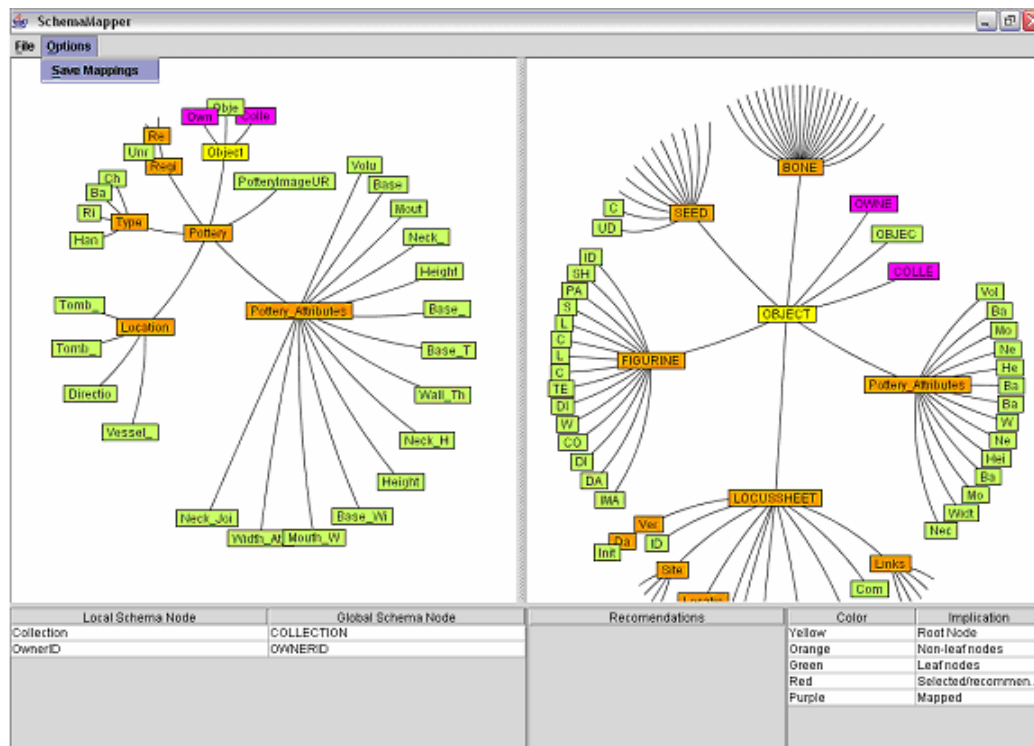 SchemaMapper
File Options
Save Mappings
Own
Obje
Colle
Re
Unr
Regi
Object
PotteryImageUR
Ch
Ba
Ri
Type
Han
Pottery
Volu
Base
Mout
Neck_
Height
Pottery_Attributes
Base_
Base_T
Wall_Th
Neck_H
Height
Base_Wi
Mouth_W
Width_At
Neck_Joi
Tomb_
Location
Tomb_
Directio
Vessel_
BONE
SEED
C
UD
OWNE
OBJEC
COLLE
OBJECT
ID
SH
PA
S
L
C
L
C
TE
DI
W
CO
DI
DA
IMA
FIGURINE
Pottery_Attributes
Vol
Ba
Mo
Ne
He
Ba
Ba
W
Ne
Hei
Ba
Mo
Widt
Nec
LOCUSSHEET
Ver
Da
Init
ID
Site
Links
Com
Local Schema Node Global Schema Node
Collection COLLECTION
OwnerID OWNERID
Recomendations
Color Implication
Yellow Root Node
Orange Non-leaf nodes
Green Leaf nodes
Red Selected/recommen...
Purple Mapped